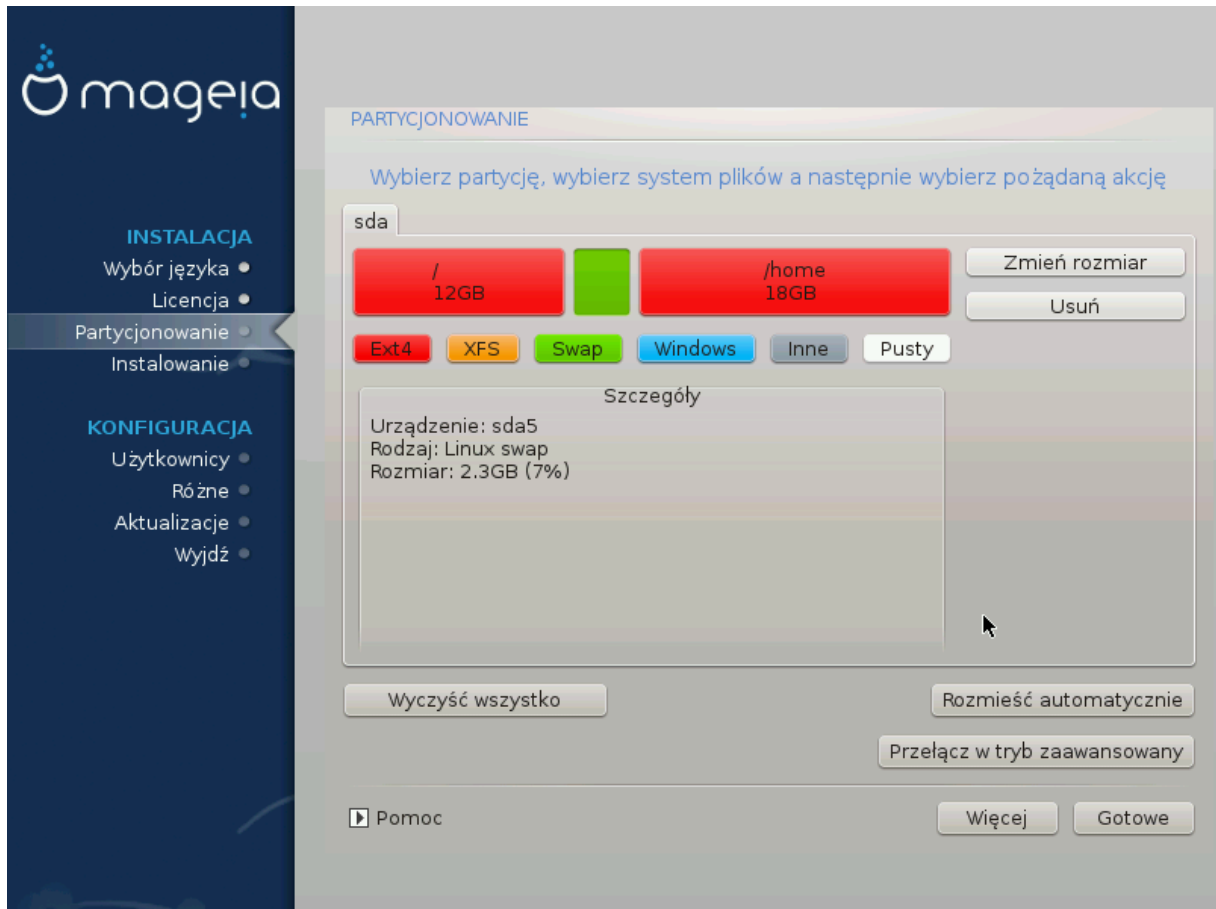 mageia
INSTALACJA
Wybór języka
Licencja
Partycjonowanie
Instalowanie
KONFIGURACJA
Użytkownicy
Różne
Aktualizacje
Wyjdź
PARTYCJONOWANIE
Wybierz partycję, wybierz system plików a następnie wybierz pożądaną akcję
sda
/
12GB
/home
18GB
Zmień rozmiar
Usuń
Ext4 XFS Swap Windows Inne Pusty
Szczegóły
Urządzenie: sda5
Rodzaj: Linux swap
Rozmiar: 2.3GB (7%)
Wyczyść wszystko
Rozmieść automatycznie
Przełącz w tryb zaawansowany
Pomoc
Więcej
Gotowe